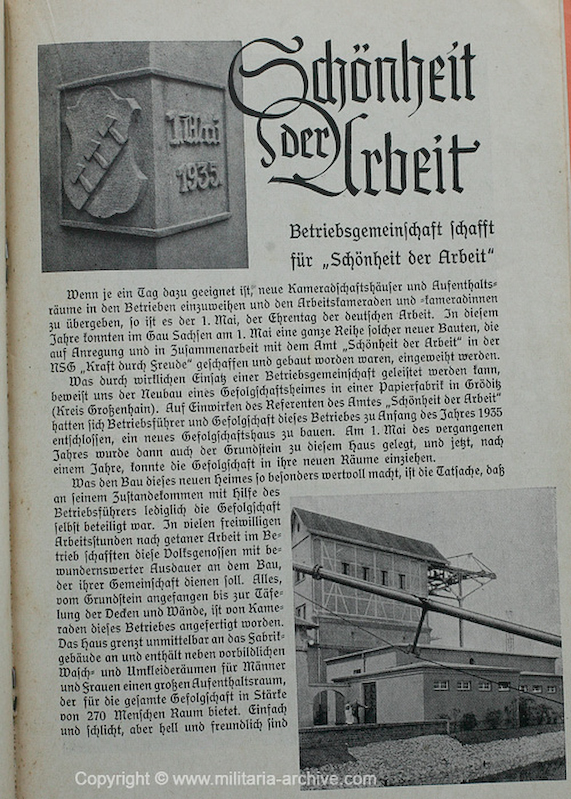 1. Mai
1935.
Schönheit
der Arbeit
Betriebsgemeinschaft schafft
für „Schönheit der Arbeit“
Wenn je ein Tag dazu geeignet ist, neue Kameradschaftshäuser und Aufenthalts-
räume in den Betrieben einzuweihen und den Arbeitskameraden und -kameradinnen
zu übergeben, so ist es der 1. Mai, der Ehrentag der deutschen Arbeit. In diesem
Jahre konnten im Gau Sachsen am 1. Mai eine ganze Reihe solcher neuer Bauten, die
auf Anregung und in Zusammenarbeit mit dem Amt „Schönheit der Arbeit“ in der
NSG „Kraft durch Freude“ geschaffen und gebaut worden waren, eingeweiht werden.
Was durch wirklichen Einsatz einer Betriebsgemeinschaft geleistet werden kann,
beweist uns der Neubau eines Gefolgschaftsheimes in einer Papierfabrik in Gröditz
(Kreis Großenhain). Auf Einwirken des Referenten des Amtes „Schönheit der Arbeit“
hatten sich Betriebsführer und Gefolgschaft dieses Betriebes zu Anfang des Jahres 1935
entschlossen, ein neues Gefolgschaftshaus zu bauen. Am 1. Mai des vergangenen
Jahres wurde dann auch der Grundstein zu diesem Haus gelegt, und jetzt, nach
einem Jahre, konnte die Gefolgschaft in ihre neuen Räume einziehen.
Was den Bau dieses neuen Heimes so besonders wertvoll macht, ist die Tatsache, daß
an seinem Zustandekommen mit Hilfe des
Betriebsführers lediglich die Gefolgschaft
selbst beteiligt war. In vielen freiwilligen
Arbeitsstunden nach getaner Arbeit im Be-
trieb schafften diese Volksgenossen mit be-
wundernswerter Ausdauer an dem Bau,
der ihrer Gemeinschaft dienen soll. Alles,
vom Grundstein angefangen bis zur Täfe-
lung der Decken und Wände, ist von Kame-
raden dieses Betriebes angefertigt worden.
Das Haus grenzt unmittelbar an das Fabrik-
gebäude an und enthält neben vorbildlichen
Wasch- und Umkleideräumen für Männer
und Frauen einen großen Aufenthaltsraum,
der für die gesamte Gefolgschaft in Stärke
von 270 Menschen Raum bietet. Einfach
und schlicht, aber hell und freundlich sind
Copyright © www.militaria-archive.com